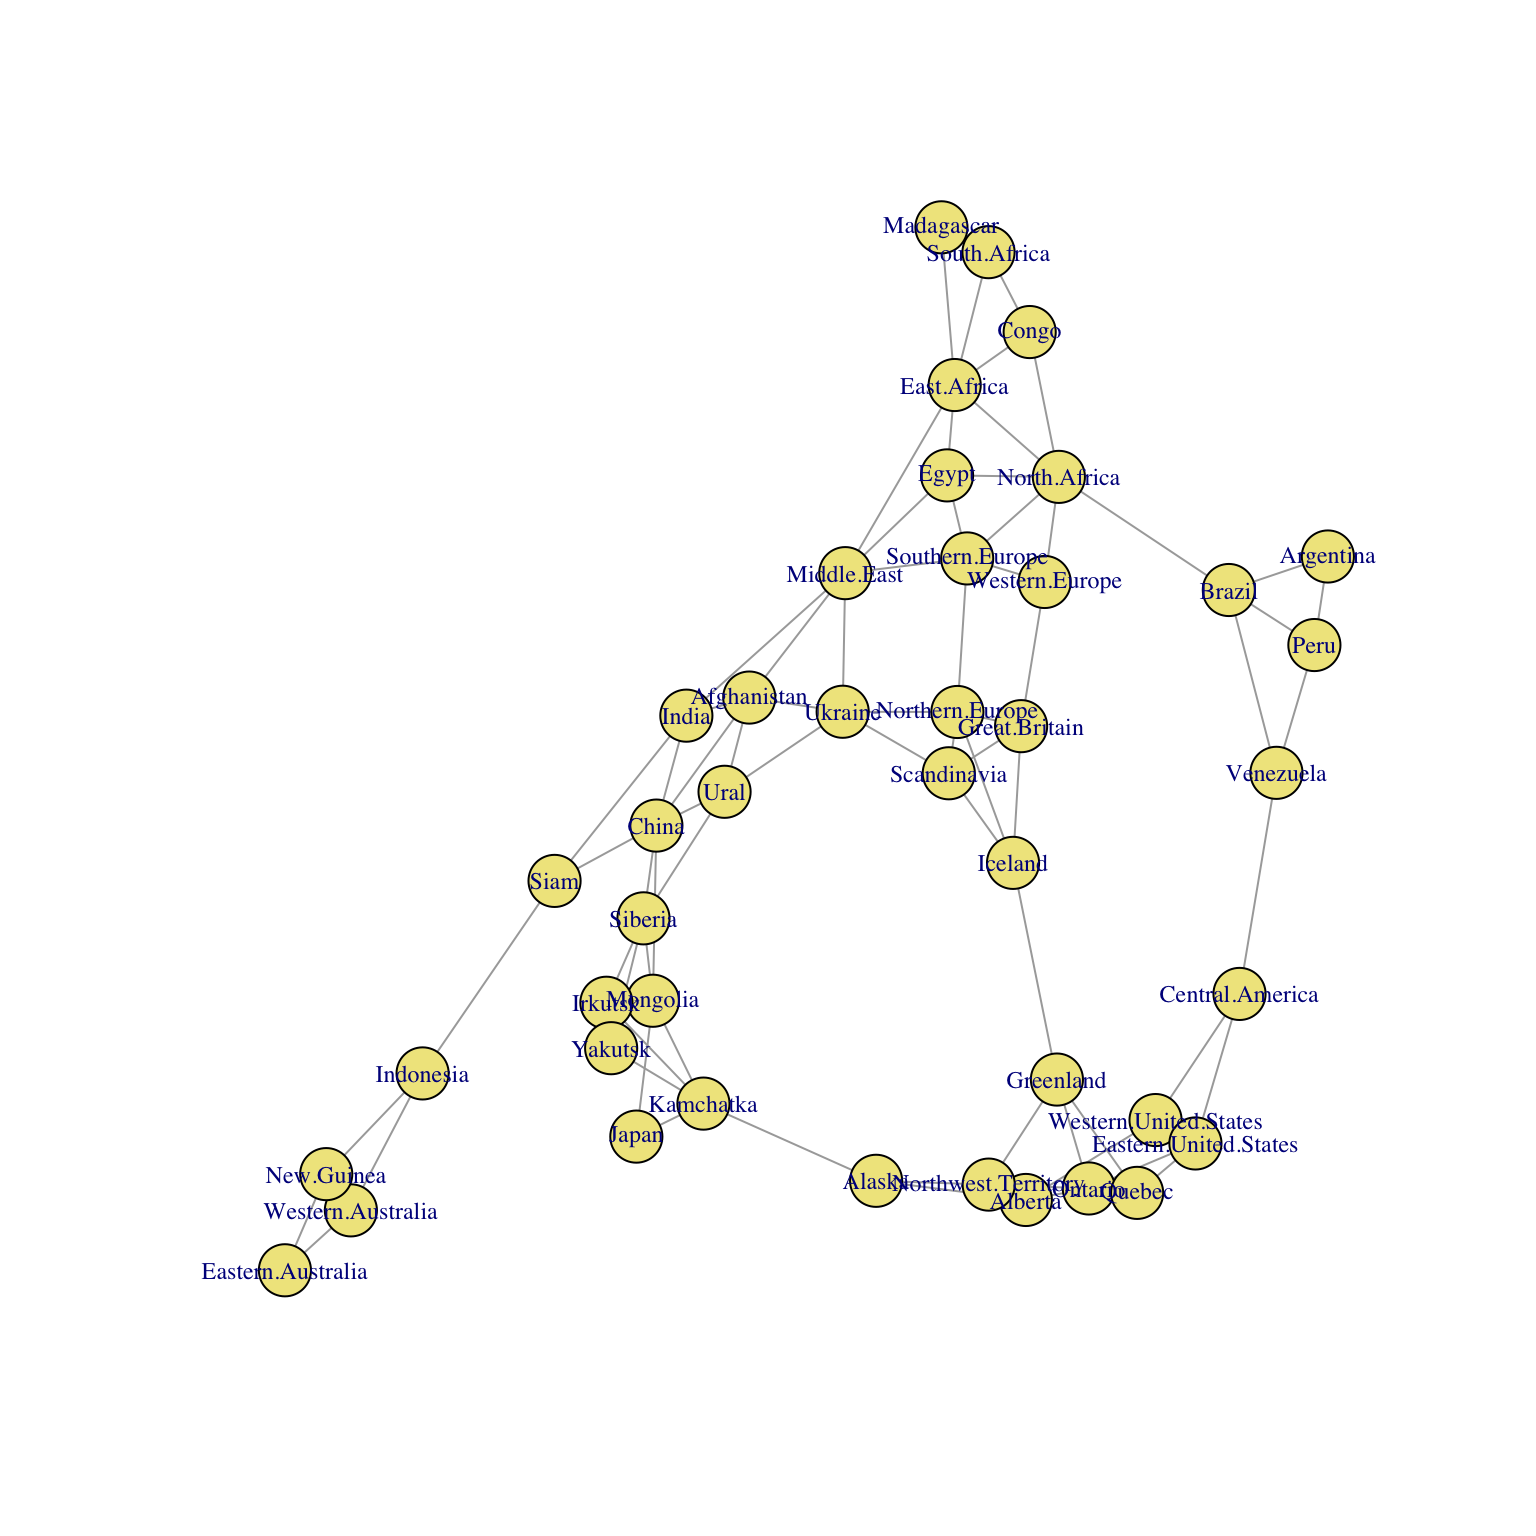 Madagascar
South.Africa
Congo
East.Africa
Egypt
North.Africa
Southern.Europe
Argentina
Middle.East
Western.Europe
Brazil
Peru
Afghanistan
India
Ukraine
Northern.Europe
Great.Britain
Scandinavia
Venezuela
Ural
China
Iceland
Siam
Siberia
Central.America
Irkutsk
Mongolia
Yakutsk
Indonesia
Greenland
Kamchatka
Western.United.States
Japan
Eastern.United.States
New.Guinea
Alaska
Northwest.Territory
Ontario
Quebec
Alberta
Western.Australia
Eastern.Australia